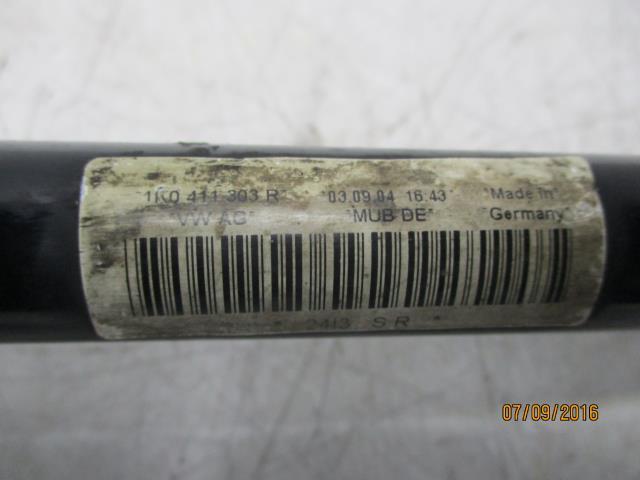 1K0 411 303 R" "03.09.04 16:43" "Made in"
"VW AG" "MUB DE" "Germany"
2413 S R "
07/09/2016